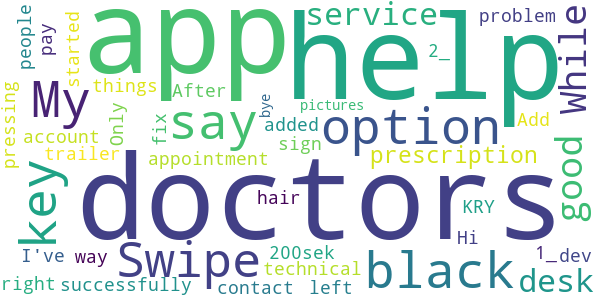 app
help
doctors
service
problem
While
people
pay
started
things
After
2_
My
say
option
black
Swipe
key
good
desk
pressing
account
trailer
Only
fix
added
bye
pictures
sign
Add
appointment
prescription
hair
KRY
Hi
I've
way
200sek
technical
1_
dev
right
successfully
contact
left